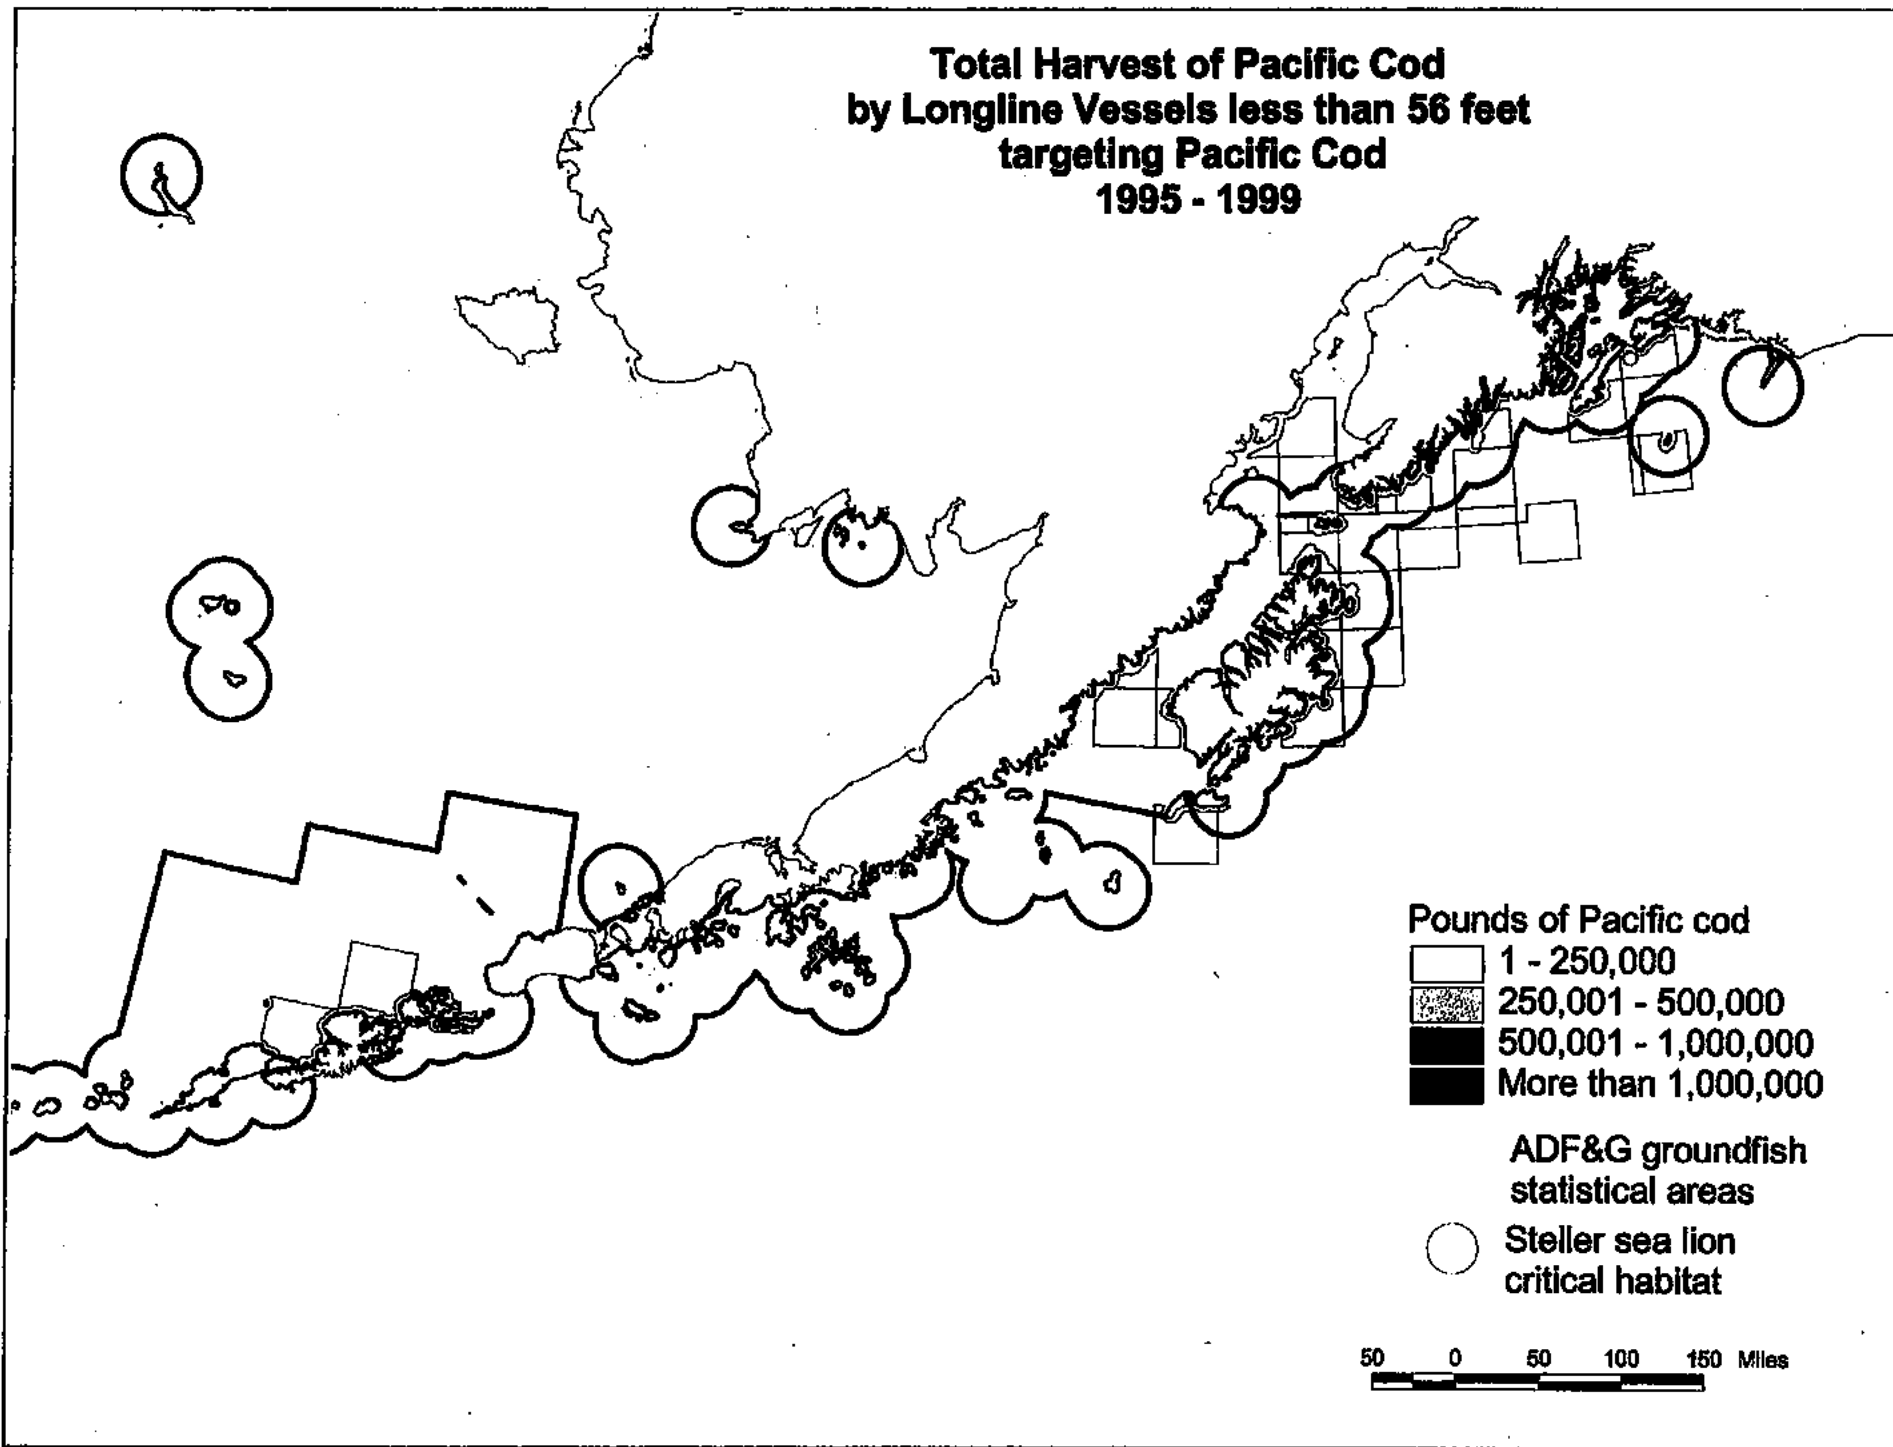 Total Harvest of Pacific Cod
by Longline Vessels less than 56 feet
targeting Pacific Cod
1995 - 1999
Pounds of Pacific cod
1 - 250,000
250,001 - 500,000
500,001 - 1,000,000
More than 1,000,000
ADF&G groundfish
statistical areas
Steller sea lion
critical habitat
50 0 50 100 150 Miles